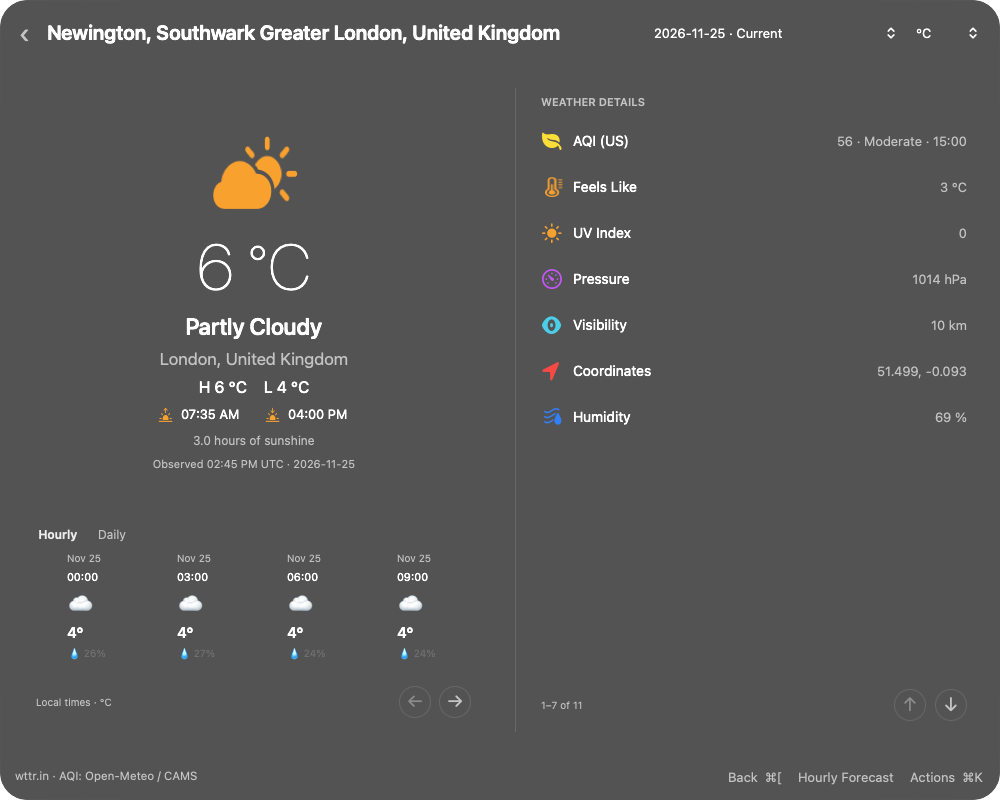 Newington, Southwark Greater London, United Kingdom
2026-11-25 · Current
°C
6 °C
Partly Cloudy
London, United Kingdom
H 6 °C L 4 °C
07:35 AM 04:00 PM
3.0 hours of sunshine
Observed 02:45 PM UTC · 2026-11-25
Hourly Daily
Nov 25 Nov 25 Nov 25 Nov 25
00:00 03:00 06:00 09:00
4° 4° 4° 4°
26% 27% 24% 24%
Local times · °C
WEATHER DETAILS
AQI (US) 56 · Moderate · 15:00
Feels Like 3 °C
UV Index 0
Pressure 1014 hPa
Visibility 10 km
Coordinates 51.499, -0.093
Humidity 69 %
1–7 of 11
wttr.in · AQI: Open-Meteo / CAMS
Back ⌘[ Hourly Forecast Actions ⌘K